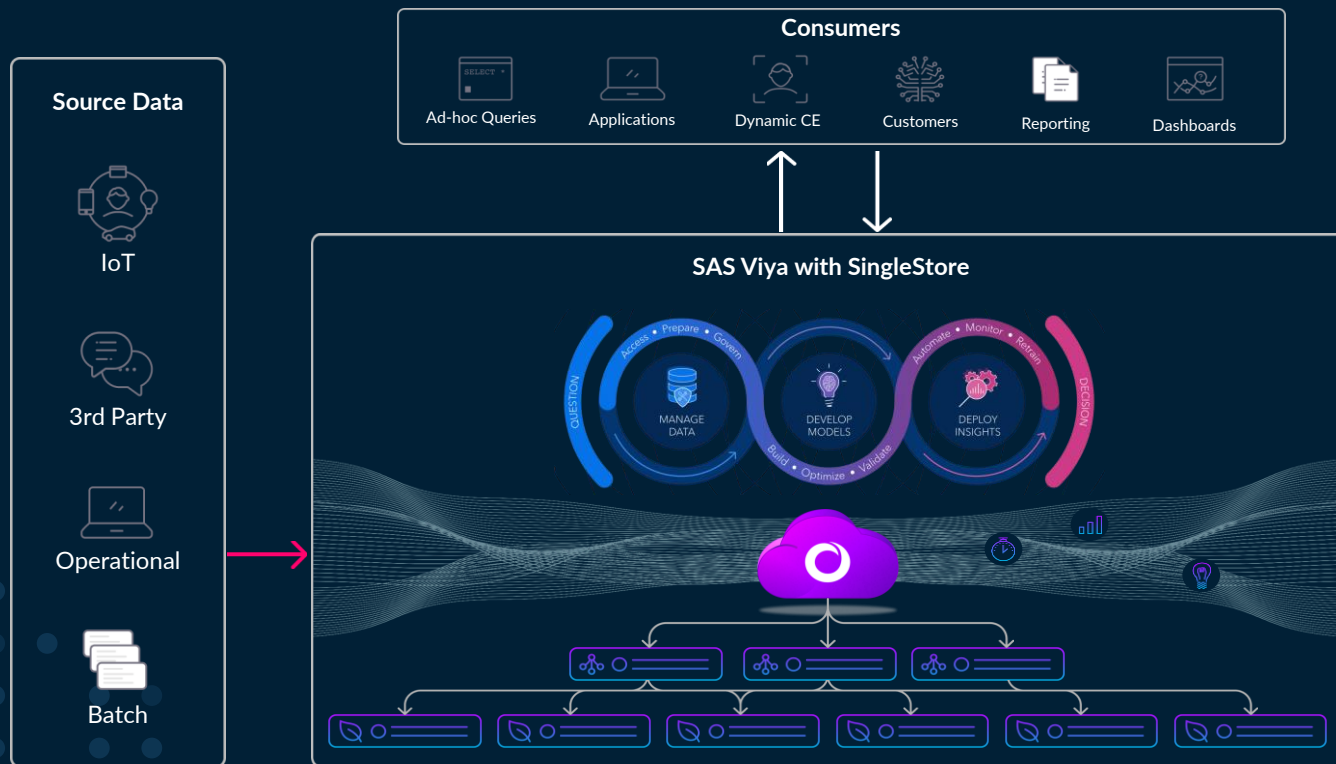 Consumers
SELECT *
Ad-hoc Queries
Applications
Dynamic CE
Customers
Reporting
Dashboards
Source Data
IoT
3rd Party
Operational
Batch
SAS Viya with SingleStore
QUESTION
Access • Prepare • Govern
MANAGE
DATA
Build • Optimize • Validate
DEVELOP
MODELS
Automate • Monitor • Retrain
DEPLOY
INSIGHTS
DECISION